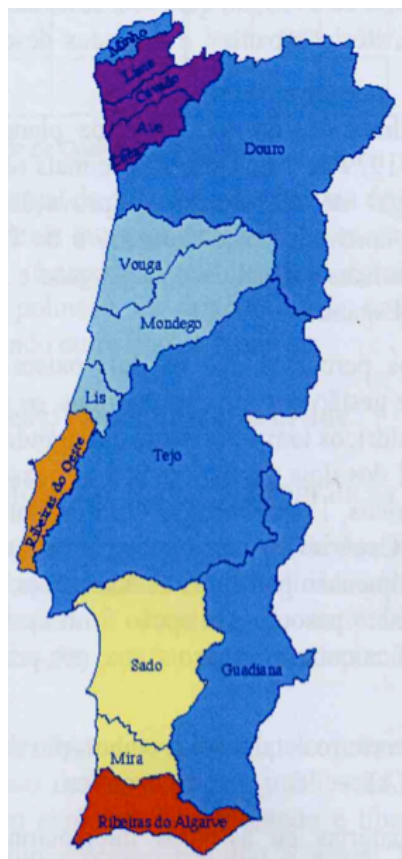 Minho
Lima
Cávado
Ave
Leça
Douro
Vouga
Mondego
Lis
Ribeiras do Oeste
Tejo
Sado
Guadiana
Mira
Ribeiras do Algarve